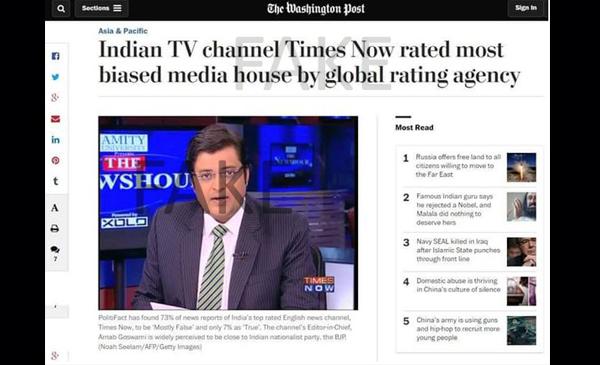 Sections
The Washington Post
Sign In
Asia & Pacific
Indian TV channel Times Now rated most
biased media house by global rating agency
FAKE
AMITY
UNIVERSITY
Presents
THE
WSHOU
Powered by
XOLO
FAKE
TIMES
NOW
PolitiFact has found 73% of news reports of India's top rated English news channel,
Times Now, to be 'Mostly False' and only 7% as 'True'. The channel's Editor-in-Chief,
Arnab Goswami is widely perceived to be close to Indian nationalist party, the BJP.
(Noah Seelam/AFP/Getty Images)
A
7
Most Read
1 Russia offers free land to all
citizens willing to move to
the Far East
2 Famous Indian guru says
he rejected a Nobel, and
Malala did nothing to
deserve hers
3 Navy SEAL killed in Iraq
after Islamic State punches
through front line
4 Domestic abuse is thriving
in China's culture of silence
5 China's army is using guns
and hip-hop to recruit more
young people